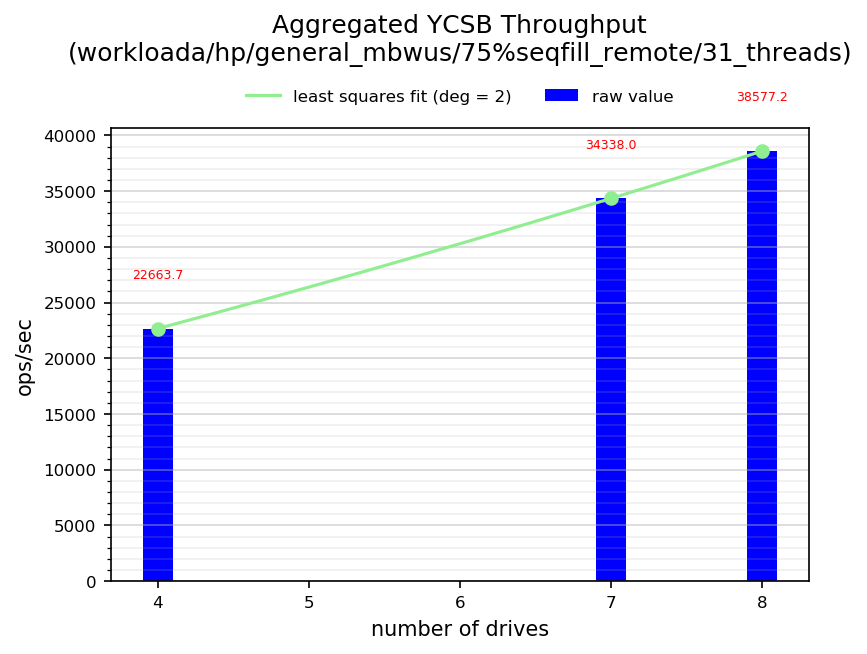 Aggregated YCSB Throughput
(workloada/hp/general_mbwus/75%seqfill_remote/31_threads)
least squares fit (deg = 2)
raw value
38577.2
34338.0
22663.7
40000
35000
30000
25000
20000
15000
10000
5000
0
ops/sec
4
5
6
7
8
number of drives